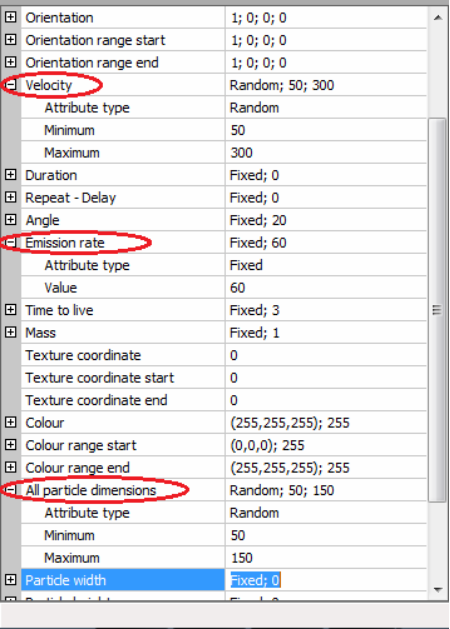 Orientation 1; 0; 0; 0
Orientation range start 1; 0; 0; 0
Orientation range end 1; 0; 0; 0
Velocity Random; 50; 300
Attribute type Random
Minimum 50
Maximum 300
Duration Fixed; 0
Repeat - Delay Fixed; 0
Angle Fixed; 20
Emission rate Fixed; 60
Attribute type Fixed
Value 60
Time to live Fixed; 3
Mass Fixed; 1
Texture coordinate 0
Texture coordinate start 0
Texture coordinate end 0
Colour (255,255,255); 255
Colour range start (0,0,0); 255
Colour range end (255,255,255); 255
All particle dimensions Random; 50; 150
Attribute type Random
Minimum 50
Maximum 150
Particle width Fixed; 0